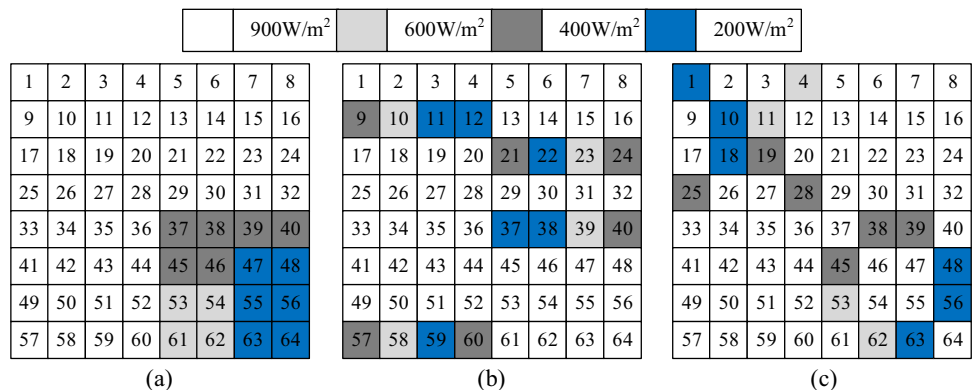 900W/m² 600W/m² 400W/m² 200W/m²
1 2 3 4 5 6 7 8
9 10 11 12 13 14 15 16
17 18 19 20 21 22 23 24
25 26 27 28 29 30 31 32
33 34 35 36 37 38 39 40
41 42 43 44 45 46 47 48
49 50 51 52 53 54 55 56
57 58 59 60 61 62 63 64
(a)
1 2 3 4 5 6 7 8
9 10 11 12 13 14 15 16
17 18 19 20 21 22 23 24
25 26 27 28 29 30 31 32
33 34 35 36 37 38 39 40
41 42 43 44 45 46 47 48
49 50 51 52 53 54 55 56
57 58 59 60 61 62 63 64
(b)
1 2 3 4 5 6 7 8
9 10 11 12 13 14 15 16
17 18 19 20 21 22 23 24
25 26 27 28 29 30 31 32
33 34 35 36 37 38 39 40
41 42 43 44 45 46 47 48
49 50 51 52 53 54 55 56
57 58 59 60 61 62 63 64
(c)